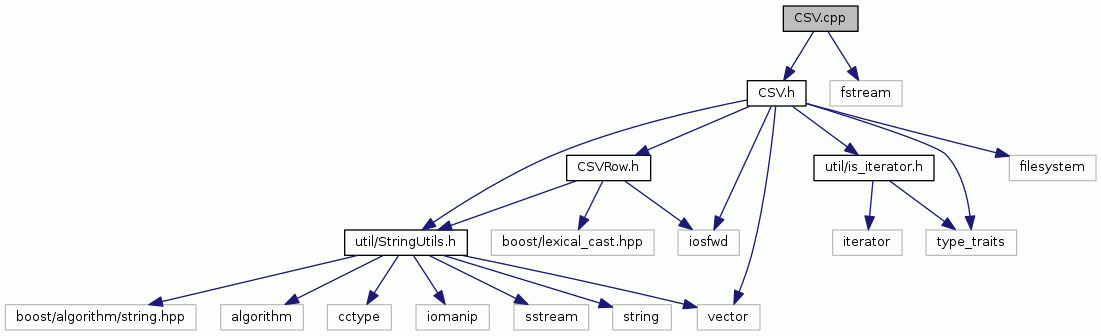 CSV.cpp
CSV.h
fstream
CSVRow.h
util/is_iterator.h
filesystem
util/StringUtils.h
boost/lexical_cast.hpp
iosfwd
iterator
type_traits
boost/algorithm/string.hpp
algorithm
cctype
iomanip
sstream
string
vector